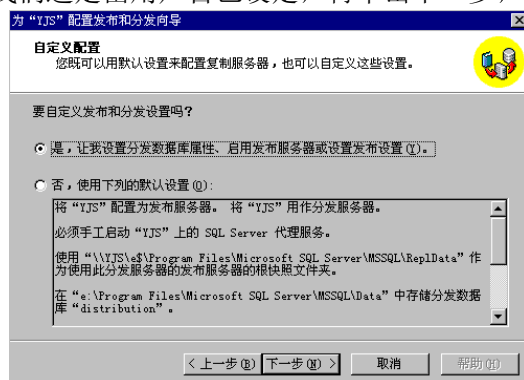 为“YJS”配置发布和分发向导
自定义配置
您既可以用默认设置来配置复制服务器，也可以自定义这些设置。
要自定义发布和分发设置吗?
是，让我设置分发数据库属性、启用发布服务器或设置发布设置(Y)。
否，使用下列的默认设置(O):
将“YJS”配置为发布服务器。 将“YJS”用作分发服务器。
必须手工启动“YJS”上的 SQL Server 代理服务。
使用“\\YJS\e$\Program Files\Microsoft SQL Server\MSSQL\ReplData”作
为使用此分发服务器的发布服务器的根快照文件夹。
在“e:\Program Files\Microsoft SQL Server\MSSQL\Data”中存储分发数据
库“distribution”。
< 上一步(B) 下一步(N) > 取消 帮助(H)